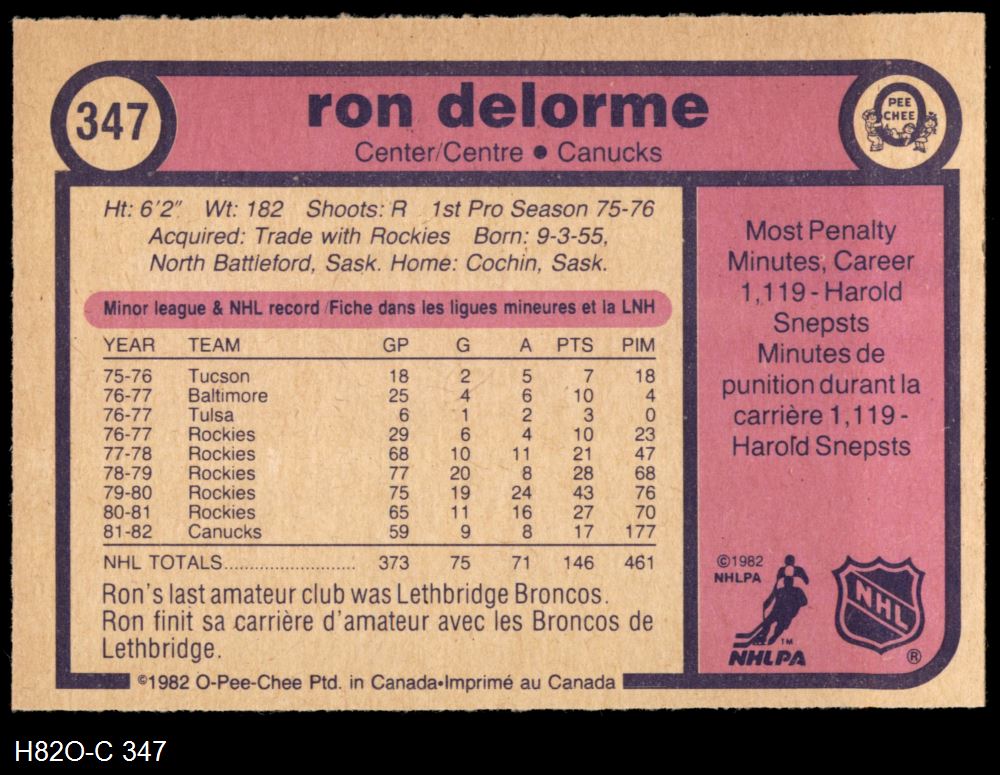 347
ron delorme
PEE
CHEE
Center/Centre • Canucks
Ht: 6'2" Wt: 182 Shoots: R 1st Pro Season 75-76
Acquired: Trade with Rockies Born: 9-3-55,
North Battleford, Sask. Home: Cochin, Sask.
Minor league & NHL record/Fiche dans les ligues mineures et la LNH
YEAR TEAM GP G A PTS PIM
75-76 Tucson 18 2 5 7 18
76-77 Baltimore 25 4 6 10 4
76-77 Tulsa 6 1 2 3 0
76-77 Rockies 29 6 4 10 23
77-78 Rockies 68 10 11 21 47
78-79 Rockies 77 20 8 28 68
79-80 Rockies 75 19 24 43 76
80-81 Rockies 65 11 16 27 70
81-82 Canucks 59 9 8 17 177
NHL TOTALS.......................... 373 75 71 146 461
Ron's last amateur club was Lethbridge Broncos.
Ron finit sa carrière d'amateur avec les Broncos de
Lethbridge.
©1982 O-Pee-Chee Ptd. in Canada•Imprimé au Canada
Most Penalty
Minutes, Career
1,119 - Harold
Snepsts
Minutes de
punition durant la
carrière 1,119 -
Harold Snepsts
©1982
NHLPA
TM
NHLPA
NHL
®
H82O-C 347